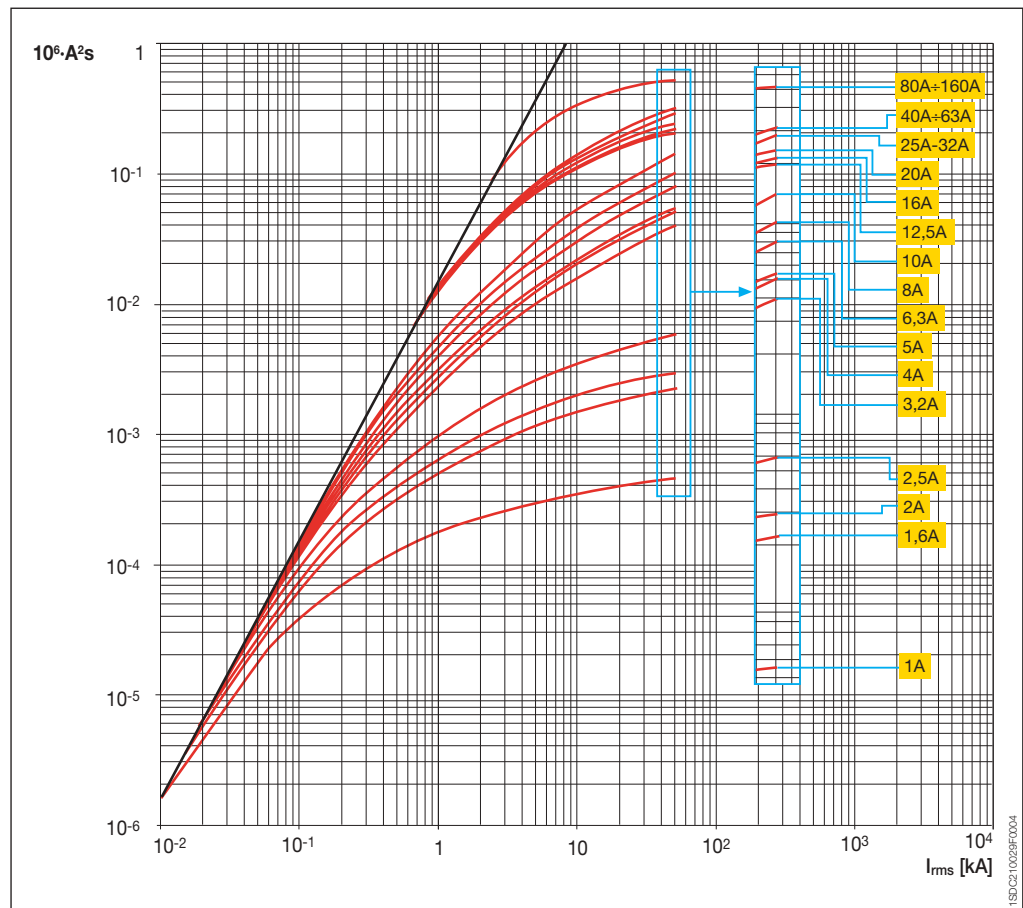 10⁶·A²s
1
10⁻¹
10⁻²
10⁻³
10⁻⁴
10⁻⁵
10⁻⁶
80A÷160A
40A÷63A
25A-32A
20A
16A
12,5A
10A
8A
6,3A
5A
4A
3,2A
2,5A
2A
1,6A
1A
10⁻²
10⁻¹
1
10
10²
10³
10⁴
Irms [kA]
1SDC210029F0004